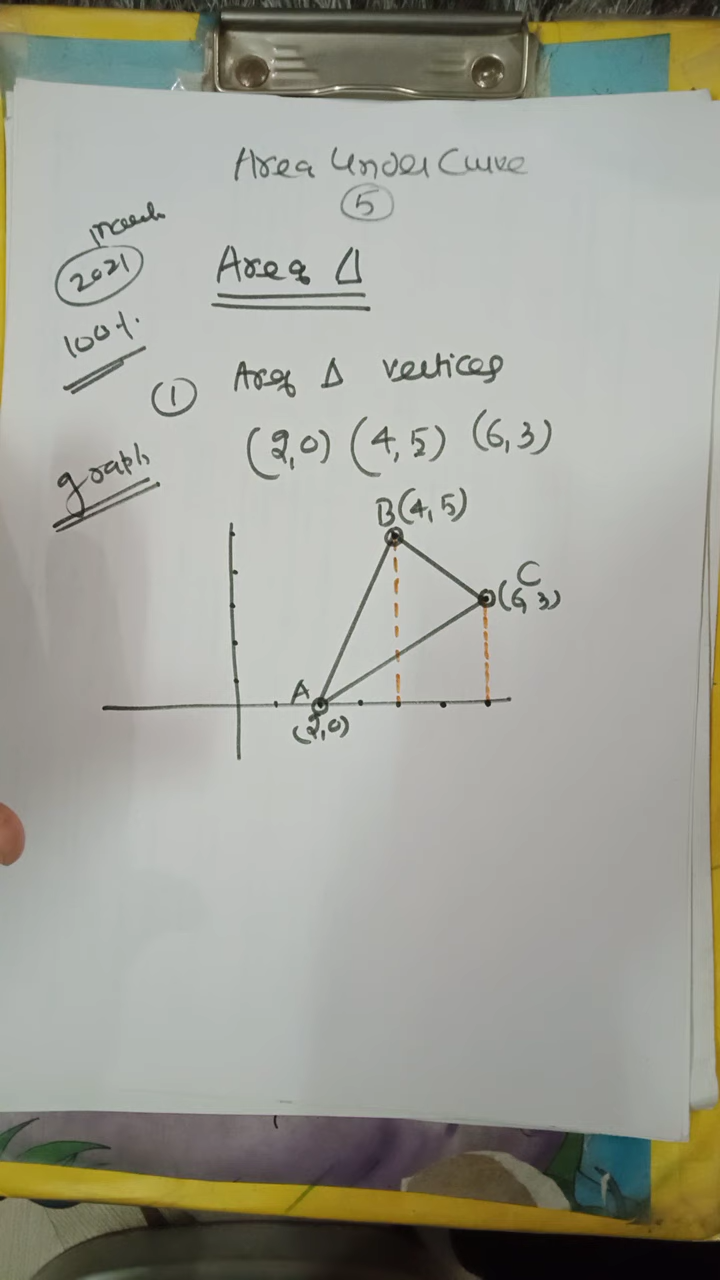 Area Under Curve
5
March
2021
100%.
Area Δ
① Area Δ vertices
(2,0) (4,5) (6,3)
graph
B(4,5)
C
(6,3)
A
(2,0)